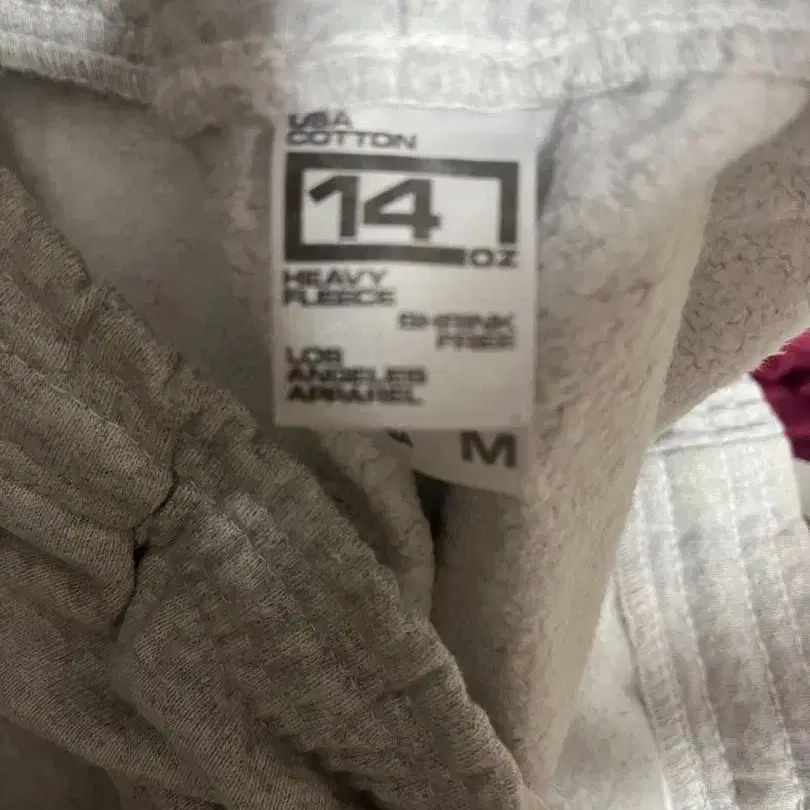 USA
COTTON
14
OZ
HEAVY
FLEECE
SHRINK
FREE
LOS
ANGELES
APPAREL
M